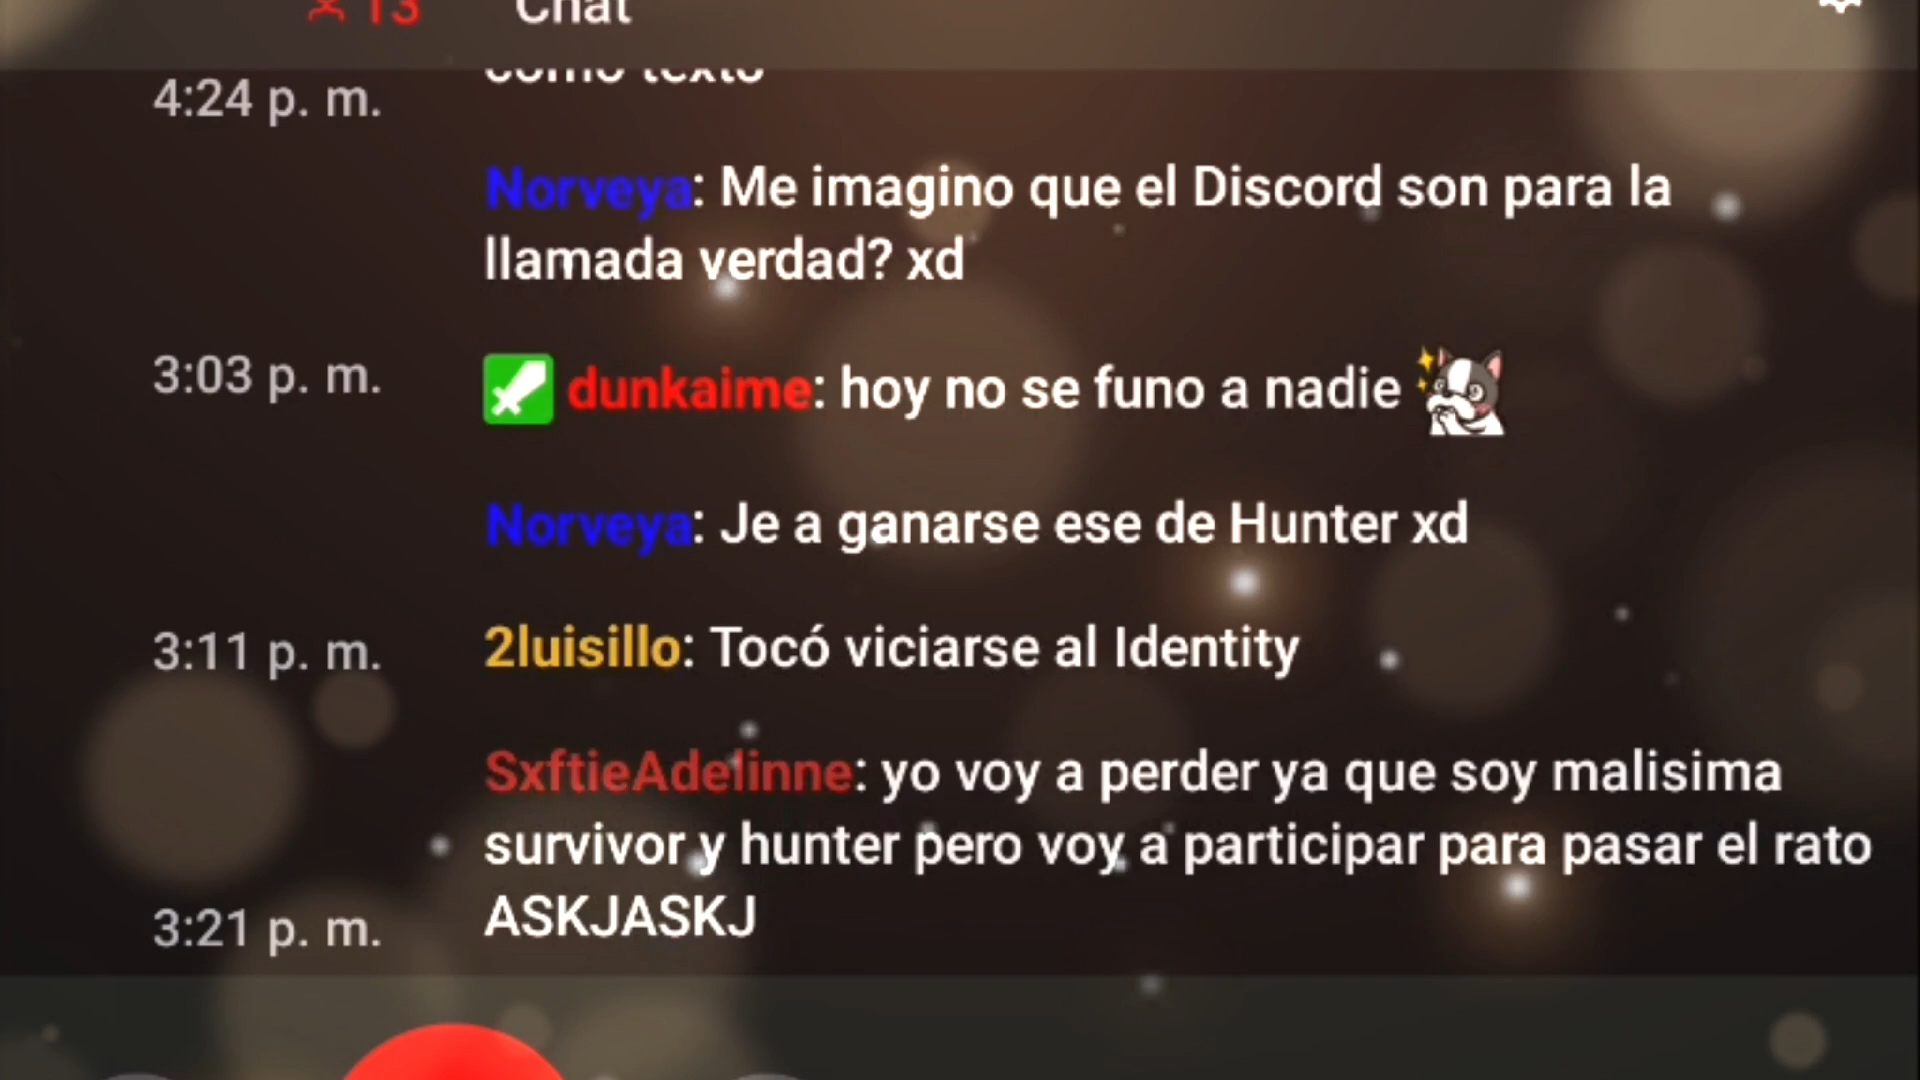 13 Chat
como texto
4:24 p. m.
Norveya: Me imagino que el Discord son para la
llamada verdad? xd
3:03 p. m.
dunkaime: hoy no se funo a nadie
Norveya: Je a ganarse ese de Hunter xd
3:11 p. m.
2luisillo: Tocó viciarse al Identity
SxftieAdelinne: yo voy a perder ya que soy malisima
survivor y hunter pero voy a participar para pasar el rato
ASKJASKJ
3:21 p. m.